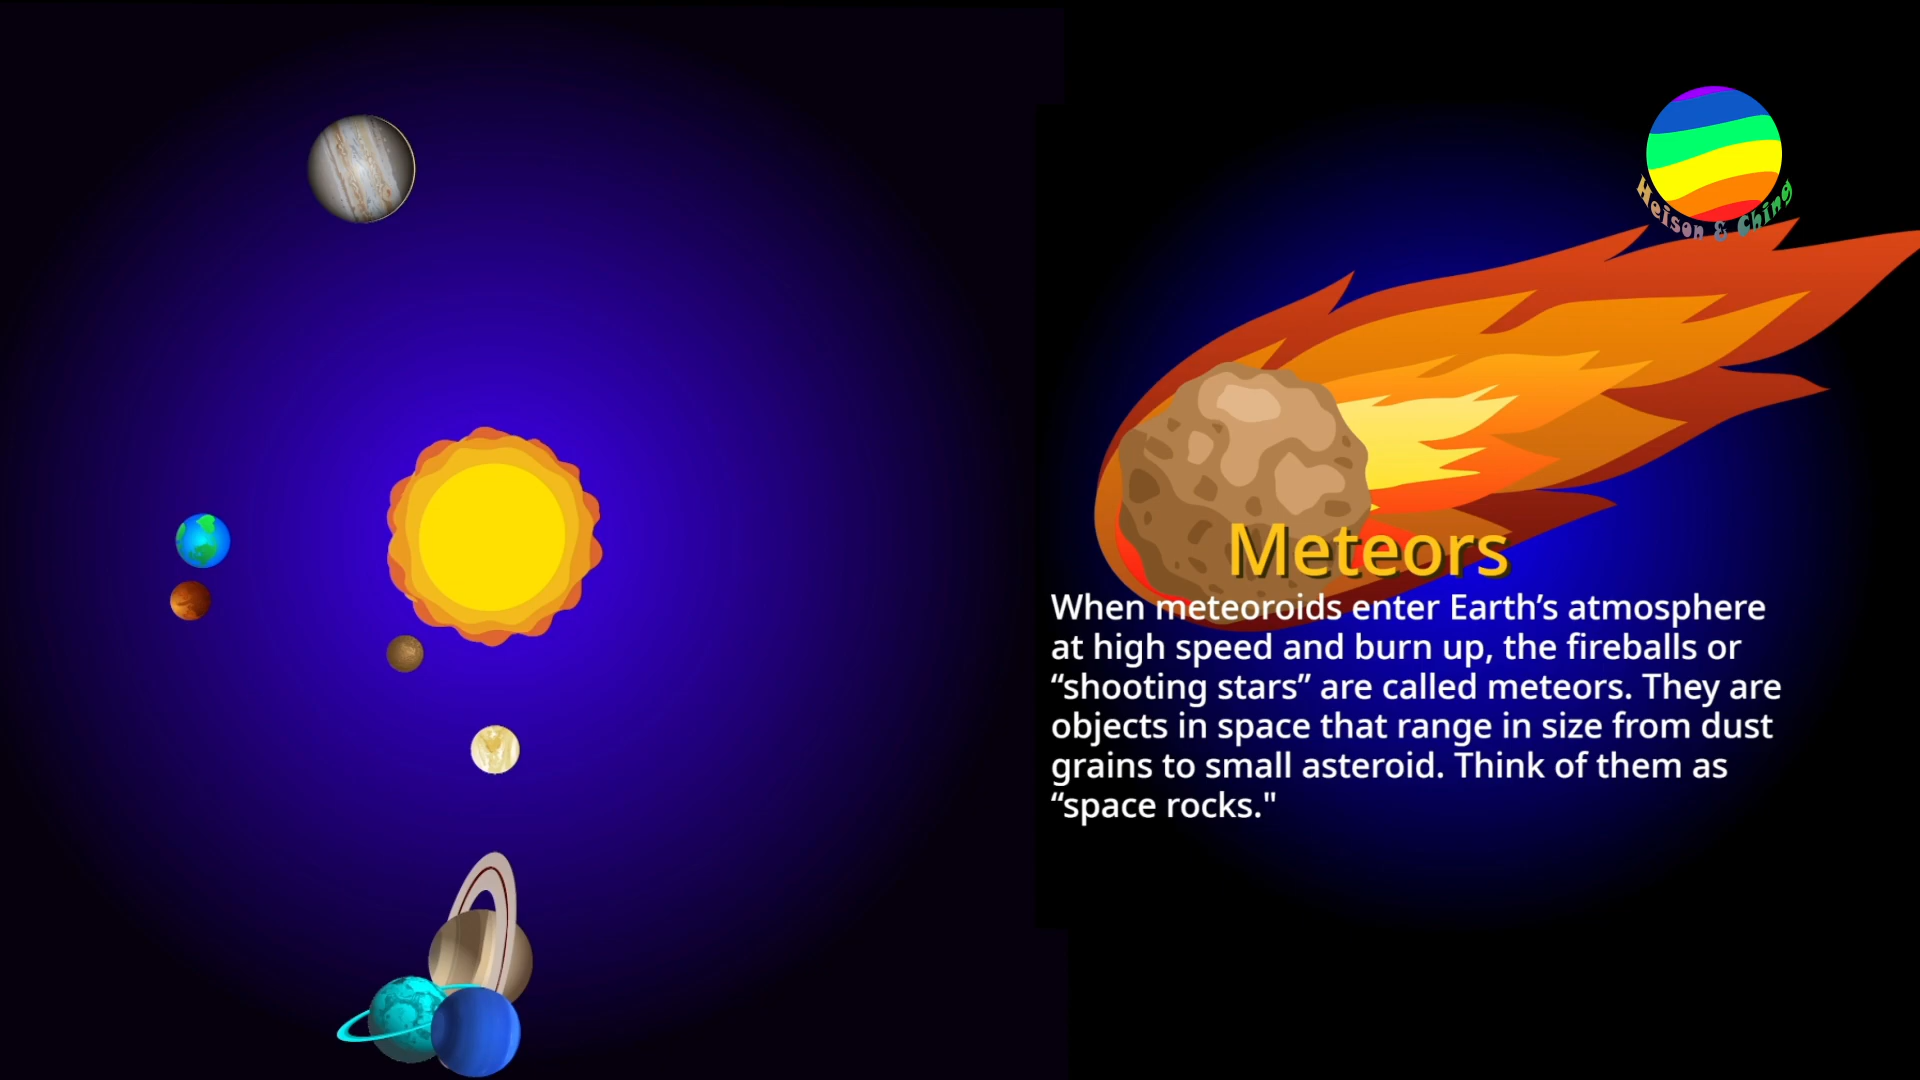 Heison & Ching
Meteors
When meteoroids enter Earth’s atmosphere
at high speed and burn up, the fireballs or
“shooting stars” are called meteors. They are
objects in space that range in size from dust
grains to small asteroid. Think of them as
“space rocks."